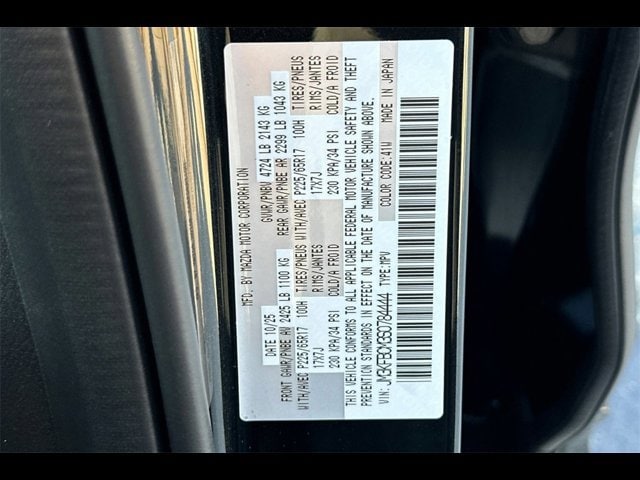 MFD. BY MAZDA MOTOR CORPORATION
DATE 10/25 GVWR/PNBV 4724 LB 2143 KG
FRONT GAWR/PNBE AV 2425 LB 1100 KG REAR GAWR/PNBE AR 2299 LB 1043 KG
WITH/AVEC P225/65R17 100H TIRES/PNEUS WITH/AVEC P225/65R17 100H TIRES/PNEUS
17X7J RIMS/JANTES 17X7J RIMS/JANTES
230 KPA/34 PSI COLD/A FROID 230 KPA/34 PSI COLD/A FROID
THIS VEHICLE CONFORMS TO ALL APPLICABLE FEDERAL MOTOR VEHICLE SAFETY AND THEFT
PREVENTION STANDARDS IN EFFECT ON THE DATE OF MANUFACTURE SHOWN ABOVE.
VIN: JM3KFBCM3S0784444 TYPE:MPV COLOR CODE:41W MADE IN JAPAN